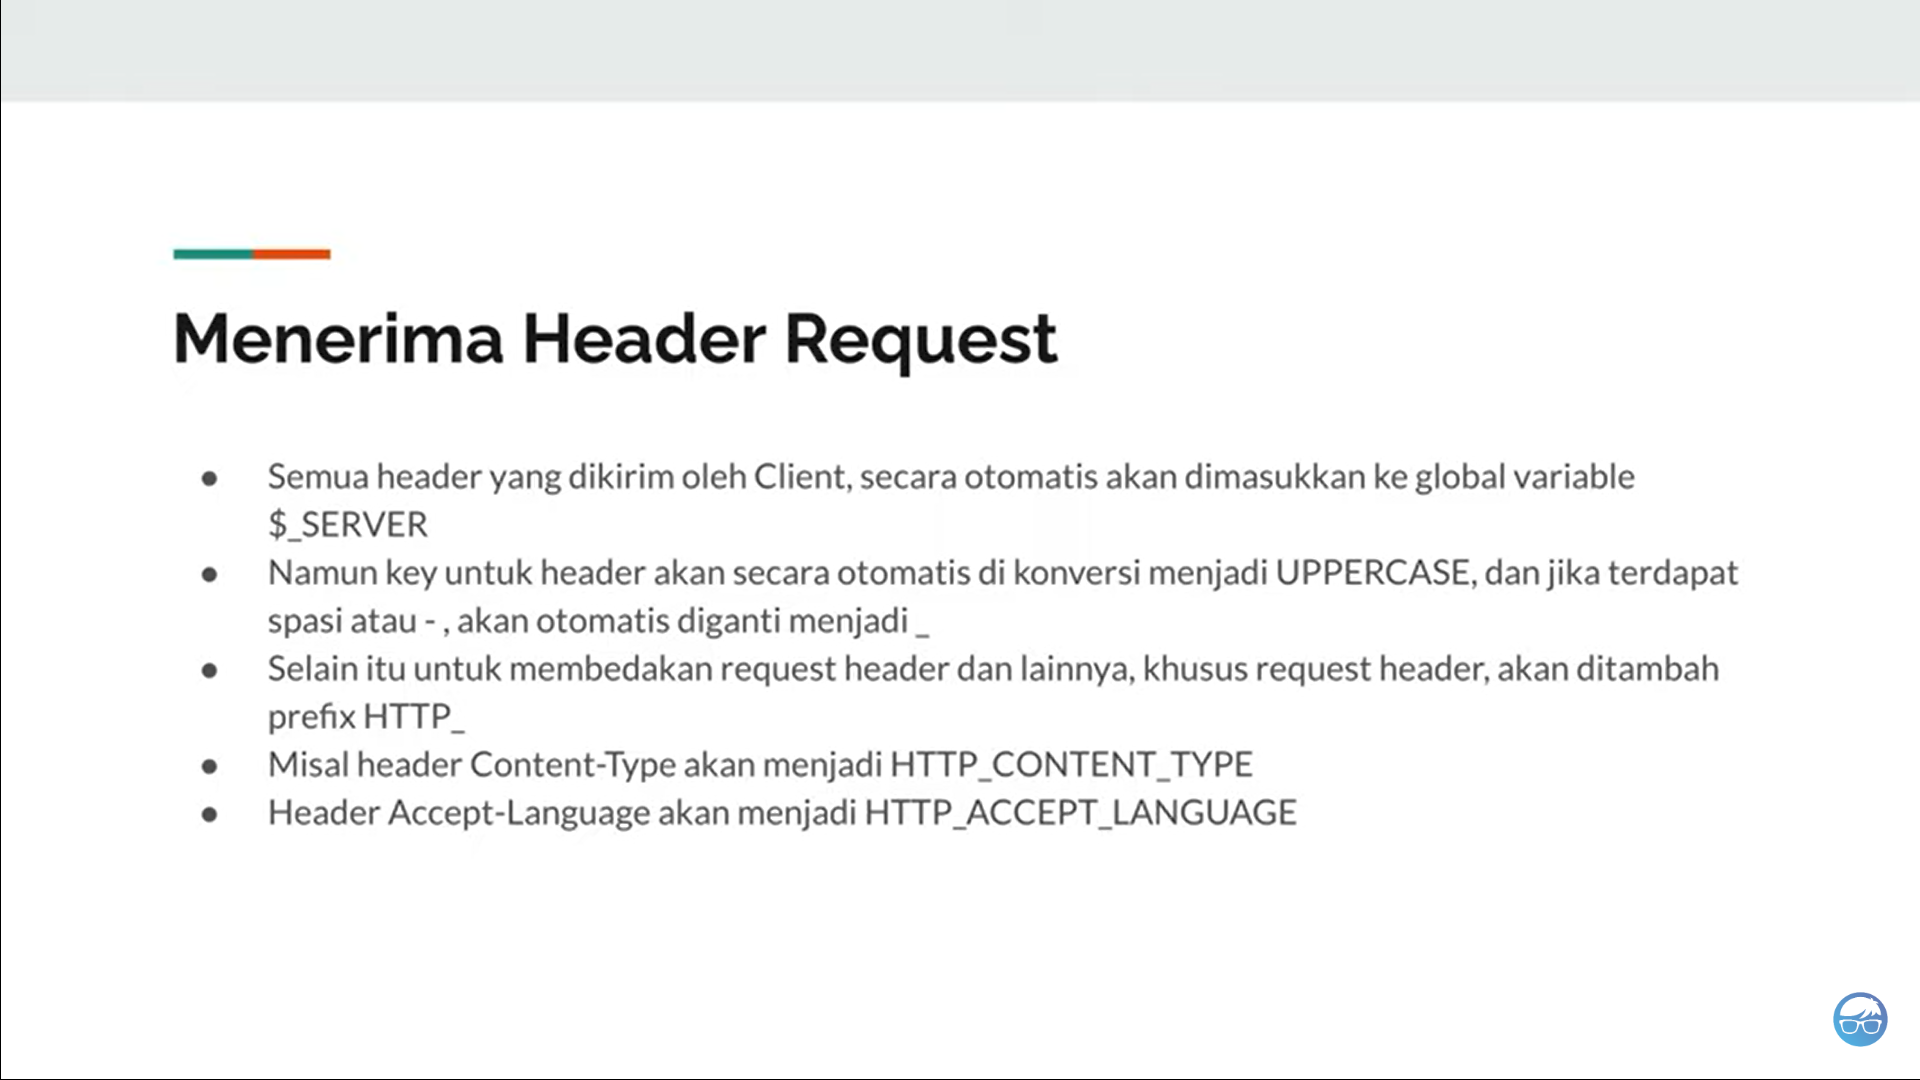 Menerima Header Request
● Semua header yang dikirim oleh Client, secara otomatis akan dimasukkan ke global variable
$_SERVER
● Namun key untuk header akan secara otomatis di konversi menjadi UPPERCASE, dan jika terdapat
spasi atau - , akan otomatis diganti menjadi _
● Selain itu untuk membedakan request header dan lainnya, khusus request header, akan ditambah
prefix HTTP_
● Misal header Content-Type akan menjadi HTTP_CONTENT_TYPE
● Header Accept-Language akan menjadi HTTP_ACCEPT_LANGUAGE